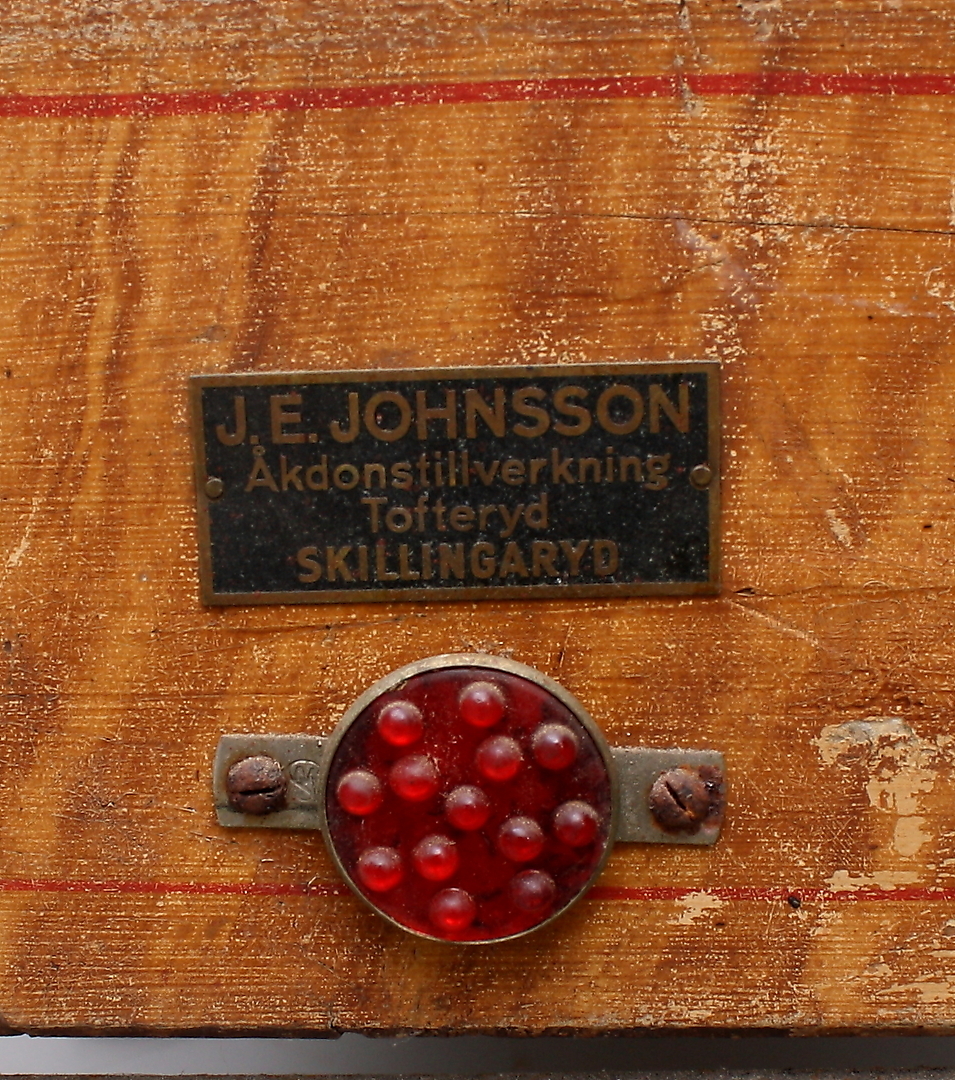 J. E. JOHNSSON
Åkdonstillverkning
Tofteryd
SKILLINGARYD